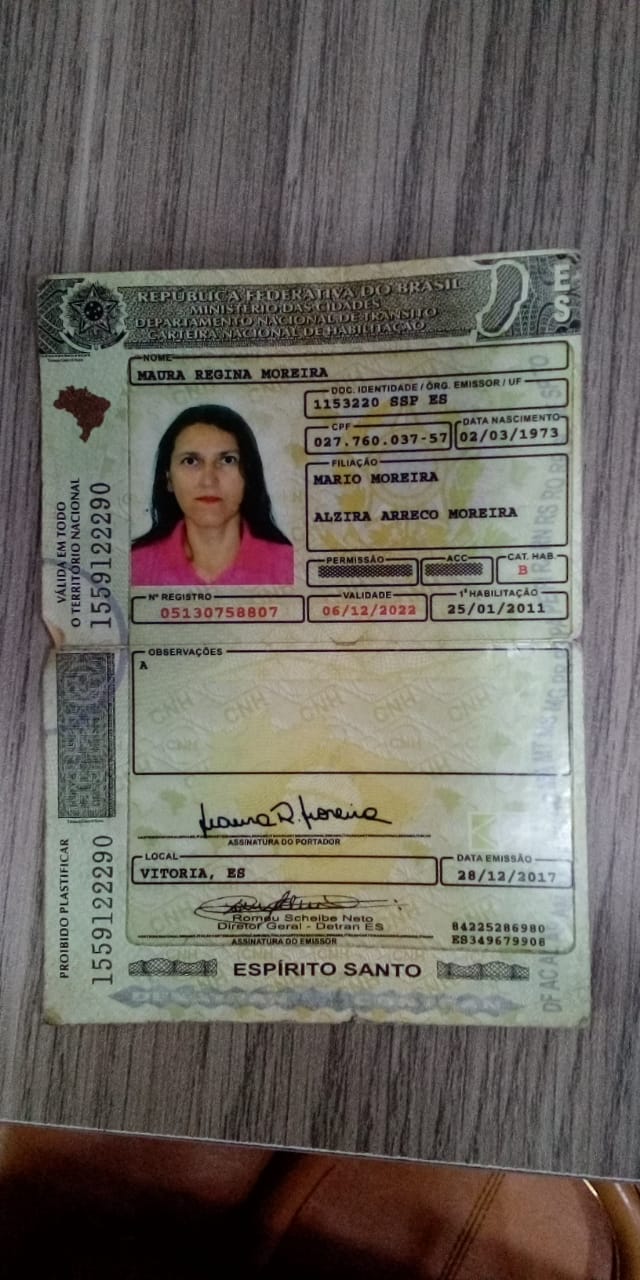 REPÚBLICA FEDERATIVA DO BRASIL
MINISTÉRIO DAS CIDADES
DEPARTAMENTO NACIONAL DE TRÂNSITO
CARTEIRA NACIONAL DE HABILITAÇÃO
ES
NOME
MAURA REGINA MOREIRA
DOC. IDENTIDADE / ÓRG. EMISSOR / UF
1153220 SSP ES
CPF
027.760.037-57
DATA NASCIMENTO
02/03/1973
FILIAÇÃO
MARIO MOREIRA
ALZIRA ARRECO MOREIRA
PERMISSÃO
ACC
CAT. HAB.
B
Nº REGISTRO
05130758807
VALIDADE
06/12/2022
1ª HABILITAÇÃO
25/01/2011
VÁLIDA EM TODO
O TERRITÓRIO NACIONAL
1559122290
OBSERVAÇÕES
A
CNH CNH CNH CNH
Maura R. Moreira
ASSINATURA DO PORTADOR
LOCAL
VITORIA, ES
DATA EMISSÃO
28/12/2017
Romeu Scheibe Neto
Diretor Geral - Detran ES
ASSINATURA DO EMISSOR
84225286980
ES349679908
PROIBIDO PLASTIFICAR
1559122290
ESPÍRITO SANTO